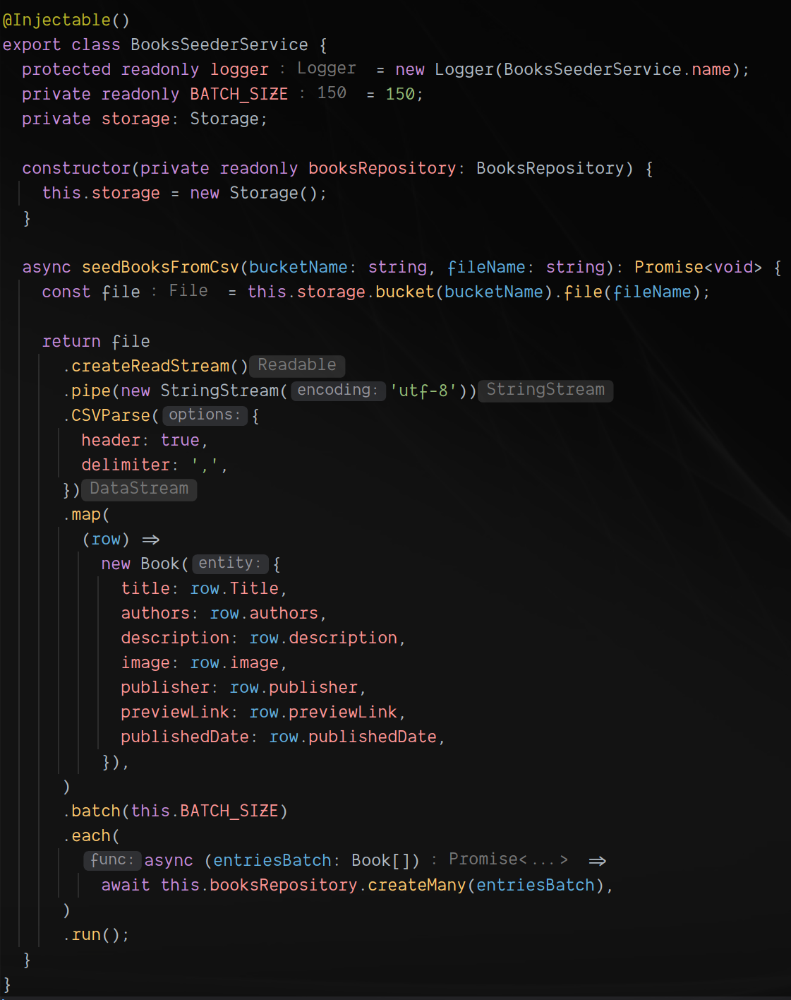 @Injectable()
export class BooksSeederService {
  protected readonly logger : Logger = new Logger(BooksSeederService.name);
  private readonly BATCH_SIZE : 150 = 150;
  private storage: Storage;

  constructor(private readonly booksRepository: BooksRepository) {
    this.storage = new Storage();
  }

  async seedBooksFromCsv(bucketName: string, fileName: string): Promise<void> {
    const file : File = this.storage.bucket(bucketName).file(fileName);

    return file
      .createReadStream() Readable
      .pipe(new StringStream( encoding: 'utf-8')) StringStream
      .CSVParse( options: {
        header: true,
        delimiter: ',',
      }) DataStream
      .map(
        (row) =>
          new Book( entity: {
            title: row.Title,
            authors: row.authors,
            description: row.description,
            image: row.image,
            publisher: row.publisher,
            previewLink: row.previewLink,
            publishedDate: row.publishedDate,
          }),
      )
      .batch(this.BATCH_SIZE)
      .each(
        func: async (entriesBatch: Book[]) : Promise<...> =>
          await this.booksRepository.createMany(entriesBatch),
      )
      .run();
  }
}